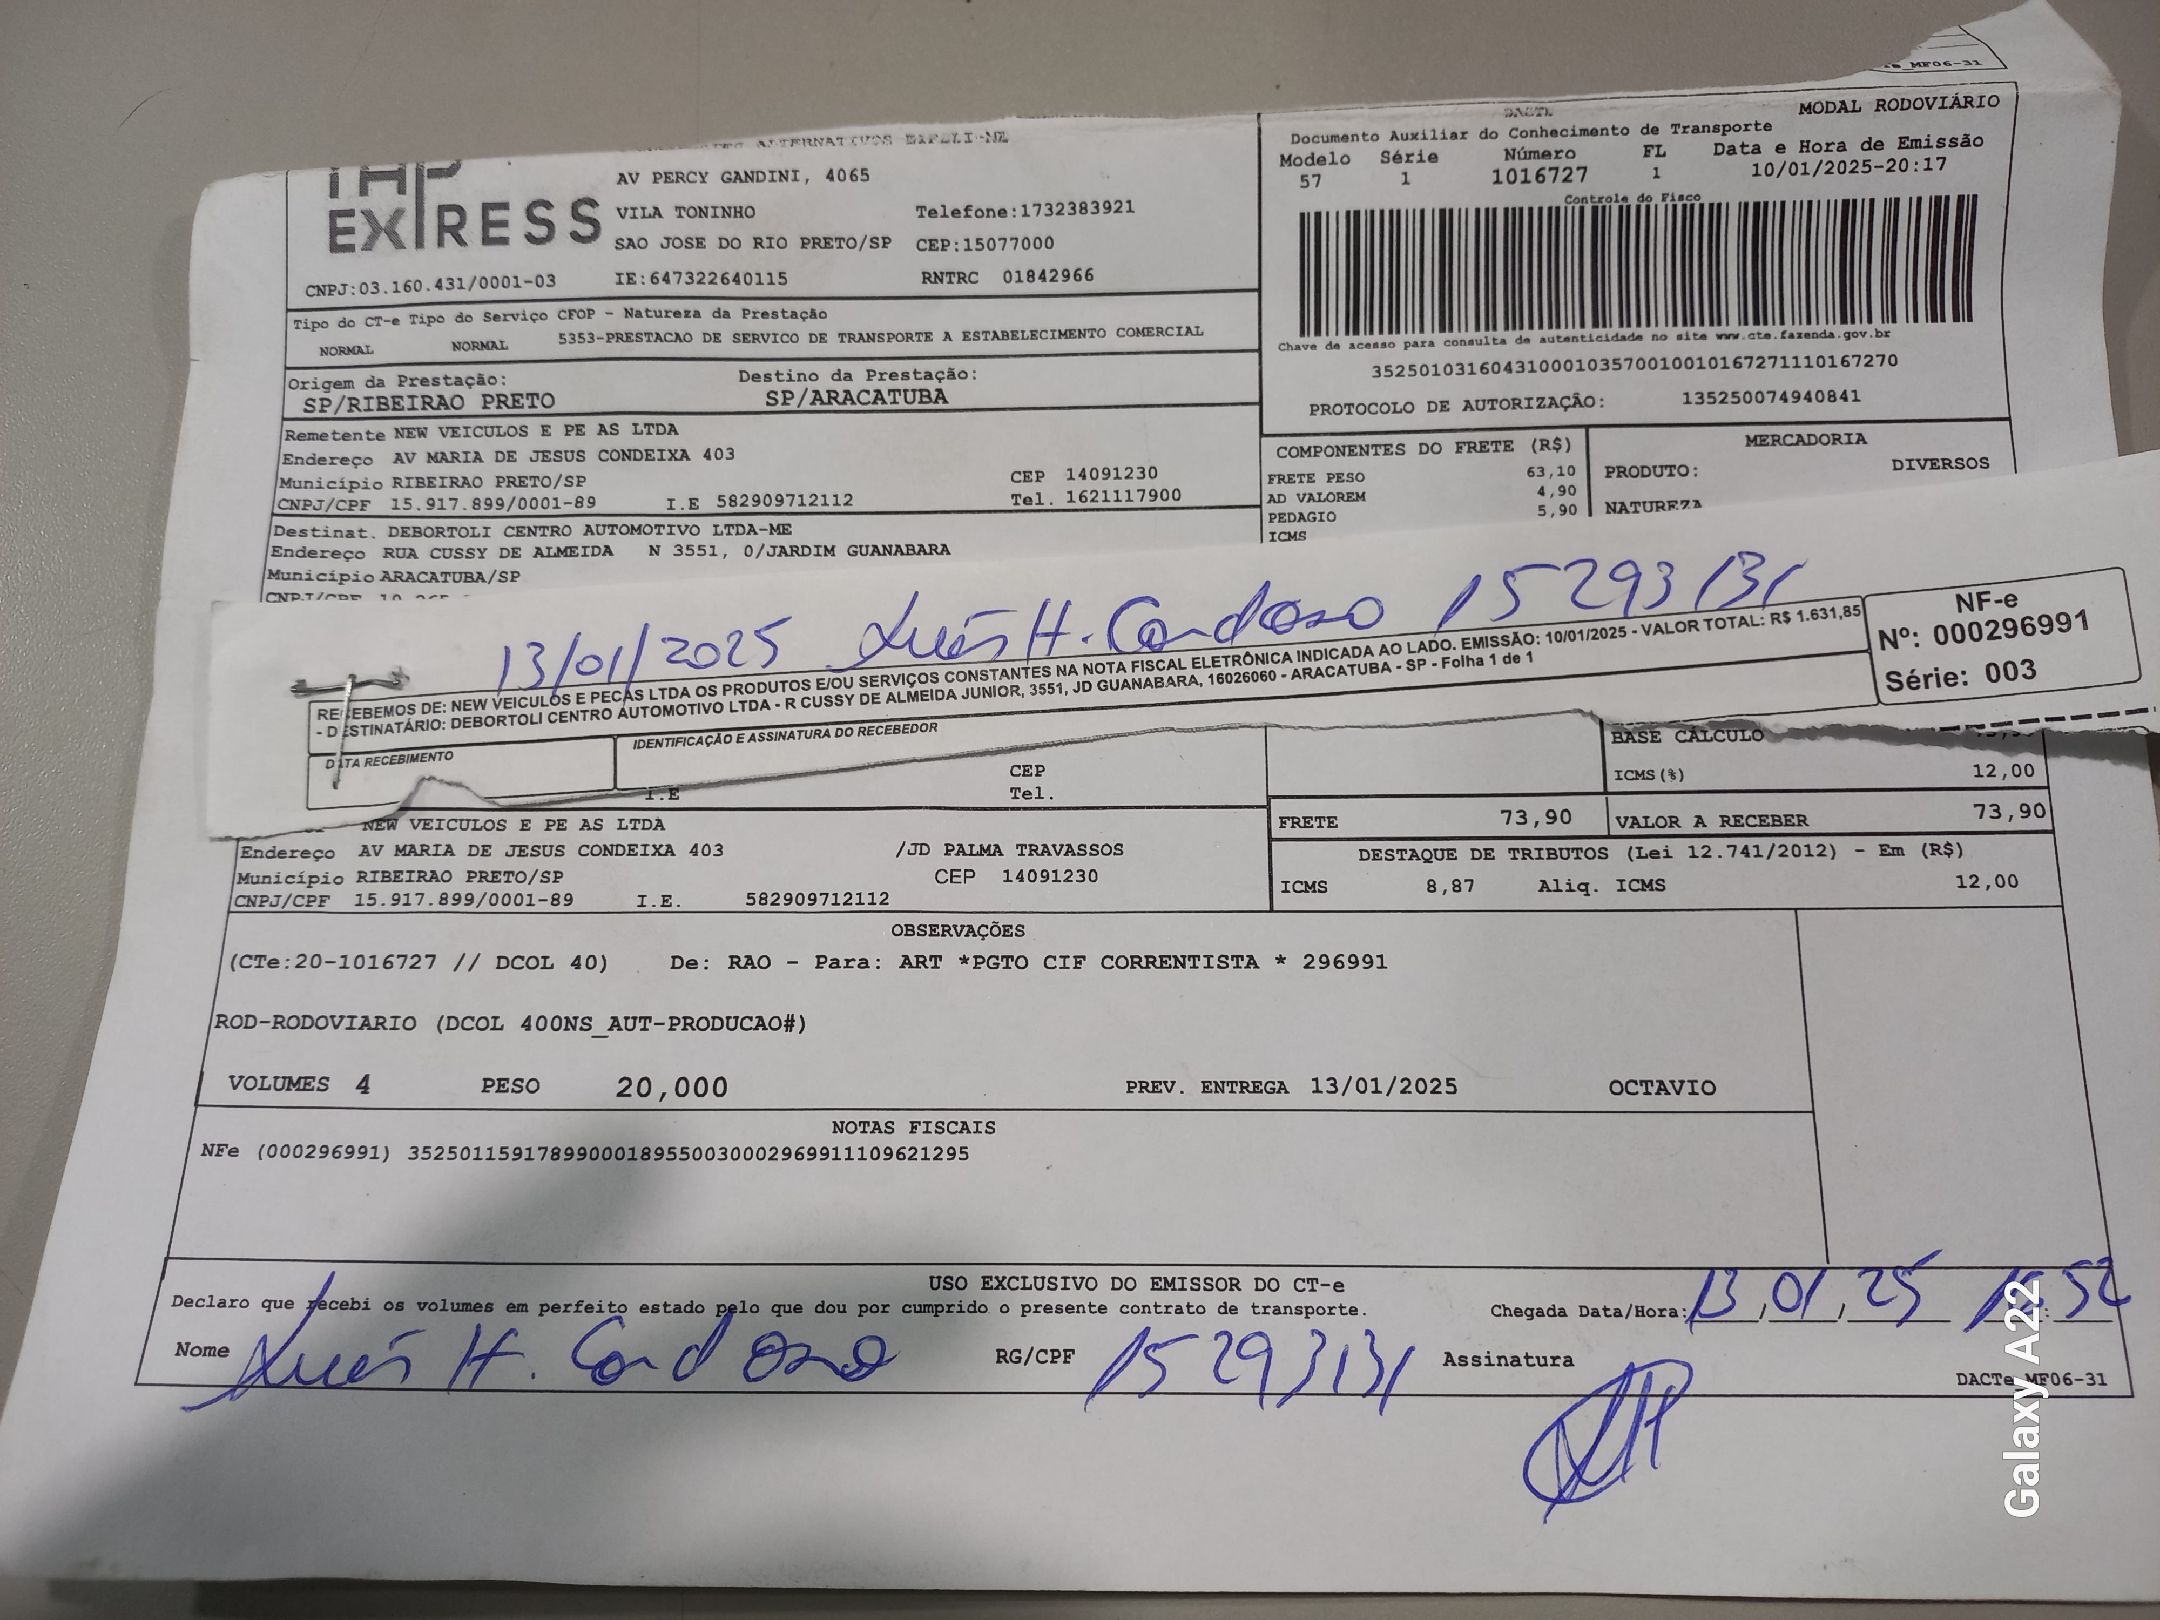 MF06-31
ALTERNATIVOS EIRELI-NZ
EXPRESS
AV PERCY GANDINI, 4065
VILA TONINHO Telefone:1732383921
SAO JOSE DO RIO PRETO/SP CEP:15077000
CNPJ:03.160.431/0001-03 IE:647322640115 RNTRC 01842966
DACTE MODAL RODOVIÁRIO
Documento Auxiliar do Conhecimento de Transporte
Modelo Série Número FL Data e Hora de Emissão
57 1 1016727 1 10/01/2025-20:17
Controle do Fisco
Chave de acesso para consulta de autenticidade no site www.cte.fazenda.gov.br
35250103160431000103570010010167271110167270
PROTOCOLO DE AUTORIZAÇÃO: 135250074940841
Tipo do CT-e Tipo do Serviço CFOP - Natureza da Prestação
NORMAL NORMAL 5353-PRESTACAO DE SERVICO DE TRANSPORTE A ESTABELECIMENTO COMERCIAL
Origem da Prestação: Destino da Prestação:
SP/RIBEIRAO PRETO SP/ARACATUBA
Remetente NEW VEICULOS E PE AS LTDA
Endereço AV MARIA DE JESUS CONDEIXA 403
Município RIBEIRAO PRETO/SP CEP 14091230
CNPJ/CPF 15.917.899/0001-89 I.E 582909712112 Tel. 1621117900
COMPONENTES DO FRETE (R$)
FRETE PESO 63,10
AD VALOREM 4,90
PEDAGIO 5,90
ICMS
MERCADORIA
PRODUTO: DIVERSOS
NATUREZA
Destinat. DEBORTOLI CENTRO AUTOMOTIVO LTDA-ME
Endereço RUA CUSSY DE ALMEIDA N 3551, 0/JARDIM GUANABARA
Município ARACATUBA/SP
CNPJ/CPF
13/01/2025 Luis H. Cardoso 15293131
RECEBEMOS DE: NEW VEICULOS E PECAS LTDA OS PRODUTOS E/OU SERVIÇOS CONSTANTES NA NOTA FISCAL ELETRÔNICA INDICADA AO LADO. EMISSÃO: 10/01/2025 - VALOR TOTAL: R$ 1.631,85
- DESTINATÁRIO: DEBORTOLI CENTRO AUTOMOTIVO LTDA - R CUSSY DE ALMEIDA JUNIOR, 3551, JD GUANABARA, 16026060 - ARACATUBA - SP - Folha 1 de 1
NF-e
Nº: 000296991
Série: 003
DATA RECEBIMENTO IDENTIFICAÇÃO E ASSINATURA DO RECEBEDOR
CEP
I.E Tel.
BASE CÁLCULO
ICMS(%) 12,00
FRETE 73,90 VALOR A RECEBER 73,90
NEW VEICULOS E PE AS LTDA
Endereço AV MARIA DE JESUS CONDEIXA 403 /JD PALMA TRAVASSOS
Município RIBEIRAO PRETO/SP CEP 14091230
CNPJ/CPF 15.917.899/0001-89 I.E. 582909712112
DESTAQUE DE TRIBUTOS (Lei 12.741/2012) - Em (R$)
ICMS 8,87 Aliq. ICMS 12,00
OBSERVAÇÕES
(CTe:20-1016727 // DCOL 40) De: RAO - Para: ART *PGTO CIF CORRENTISTA * 296991
ROD-RODOVIARIO (DCOL 400NS_AUT-PRODUCAO#)
VOLUMES 4 PESO 20,000 PREV. ENTREGA 13/01/2025 OCTAVIO
NOTAS FISCAIS
NFe (000296991) 35250115917899000189550030002969911109621295
USO EXCLUSIVO DO EMISSOR DO CT-e
Declaro que recebi os volumes em perfeito estado pelo que dou por cumprido o presente contrato de transporte. Chegada Data/Hora: 13/01/25 : 52
Nome Luis H. Cardoso RG/CPF 15293131 Assinatura
DACTe MF06-31
Galaxy A22